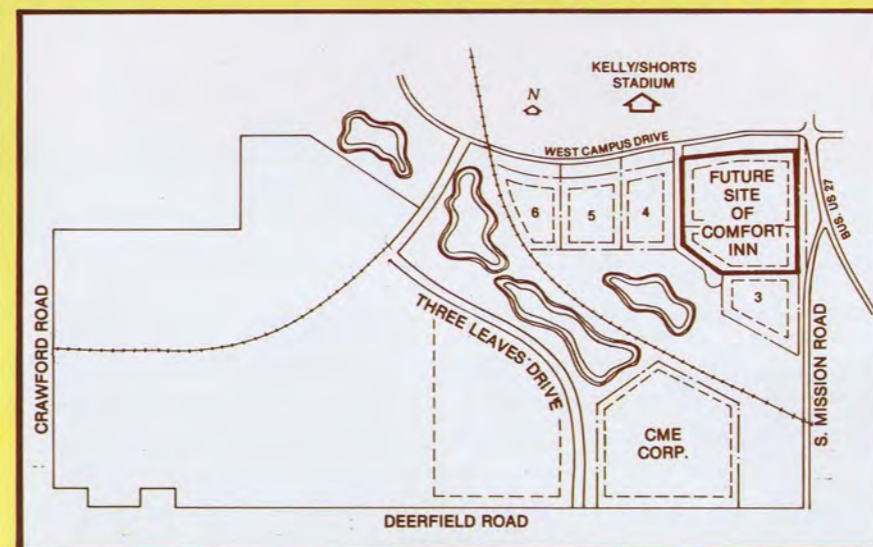 KELLY/SHORTS
STADIUM
N
WEST CAMPUS DRIVE
BUS. US 27
FUTURE
SITE
OF
COMFORT
INN
6
5
4
3
THREE LEAVES DRIVE
CRAWFORD ROAD
S. MISSION ROAD
CME
CORP.
DEERFIELD ROAD